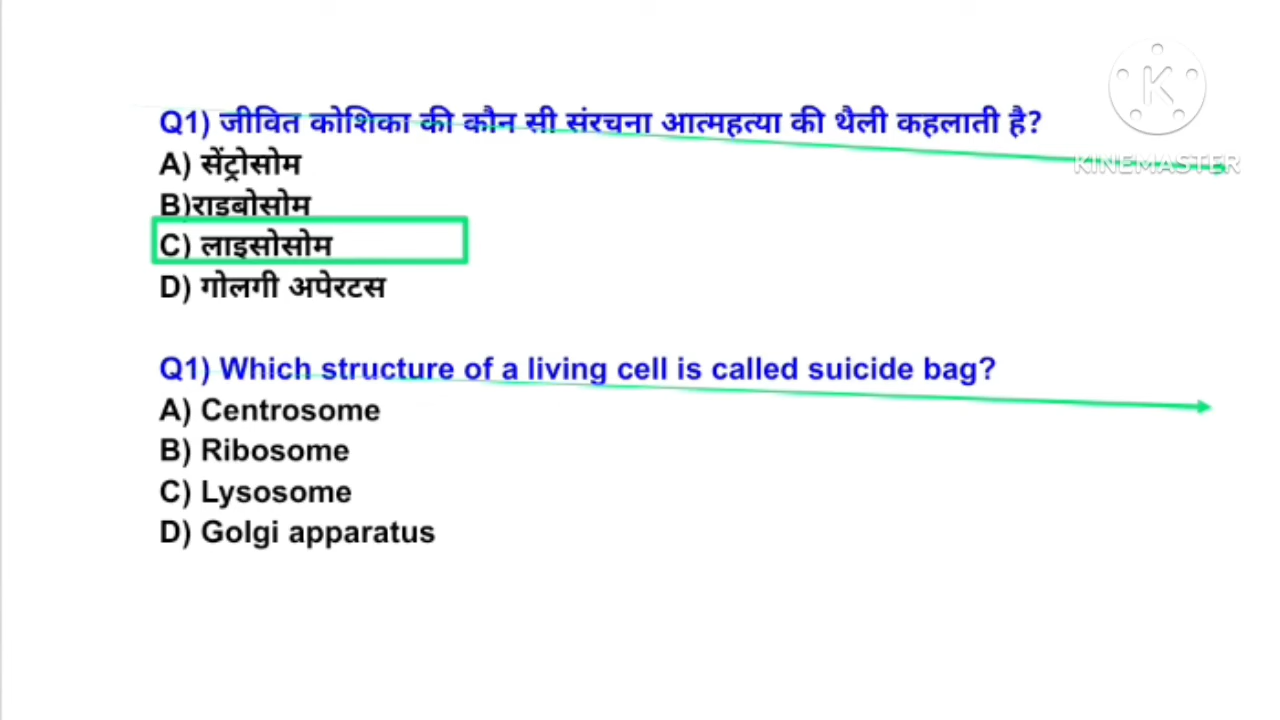 Q1) जीवित कोशिका की कौन सी संरचना आत्महत्या की थैली कहलाती है?
A) सेंट्रोसोम
B)राइबोसोम
C) लाइसोसोम
D) गोलगी अपेरटस
Q1) Which structure of a living cell is called suicide bag?
A) Centrosome
B) Ribosome
C) Lysosome
D) Golgi apparatus
K
KINEMASTER